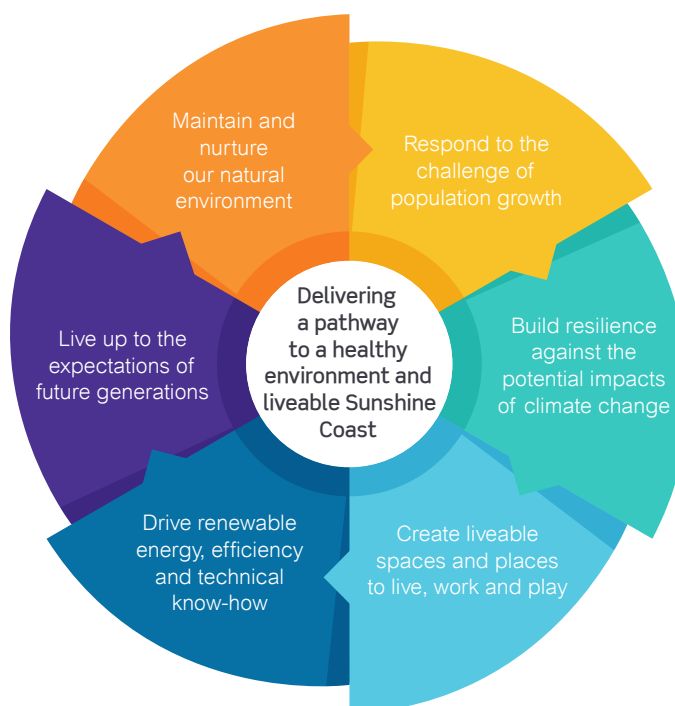 Maintain and
nurture
our natural
environment
Respond to the
challenge of
population growth
Build resilience
against the
potential impacts
of climate change
Create liveable
spaces and places
to live, work and play
Drive renewable
energy, efficiency
and technical
know-how
Live up to the
expectations of
future generations
Delivering
a pathway
to a healthy
environment and
liveable Sunshine
Coast